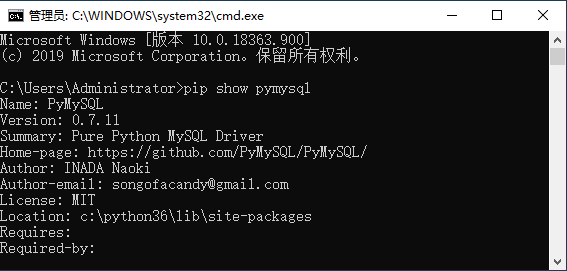 管理员: C:\WINDOWS\system32\cmd.exe
Microsoft Windows [版本 10.0.18363.900]
(c) 2019 Microsoft Corporation。保留所有权利。
C:\Users\Administrator>pip show pymysql
Name: PyMySQL
Version: 0.7.11
Summary: Pure Python MySQL Driver
Home-page: https://github.com/PyMySQL/PyMySQL/
Author: INADA Naoki
Author-email: songofacandy@gmail.com
License: MIT
Location: c:\python36\lib\site-packages
Requires:
Required-by: